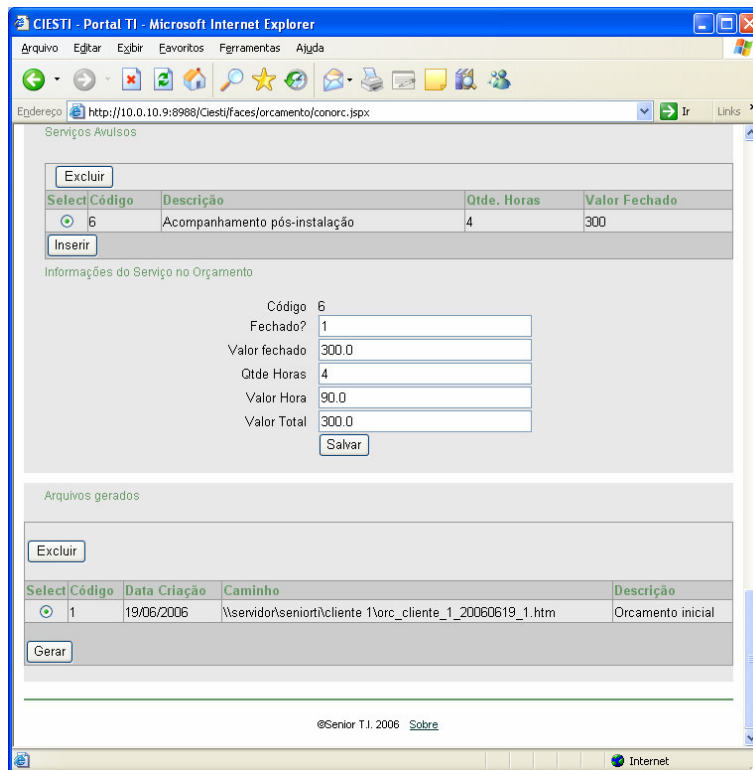 CIESTI - Portal TI - Microsoft Internet Explorer
Arquivo Editar Exibir Favoritos Ferramentas Ajuda
Endereço http://10.0.10.9:8988/Ciesti/faces/orcamento/conorc.jspx Ir Links
Serviços Avulsos
Excluir
Select Código Descrição Qtde. Horas Valor Fechado
6 Acompanhamento pós-instalação 4 300
Inserir
Informações do Serviço no Orçamento
Código 6
Fechado? 1
Valor fechado 300.0
Qtde Horas 4
Valor Hora 90.0
Valor Total 300.0
Salvar
Arquivos gerados
Excluir
Select Código Data Criação Caminho Descrição
1 19/06/2006 \\servidor\seniorti\cliente 1\orc_cliente_1_20060619_1.htm Orcamento inicial
Gerar
©Senior T.I. 2006 Sobre
Internet